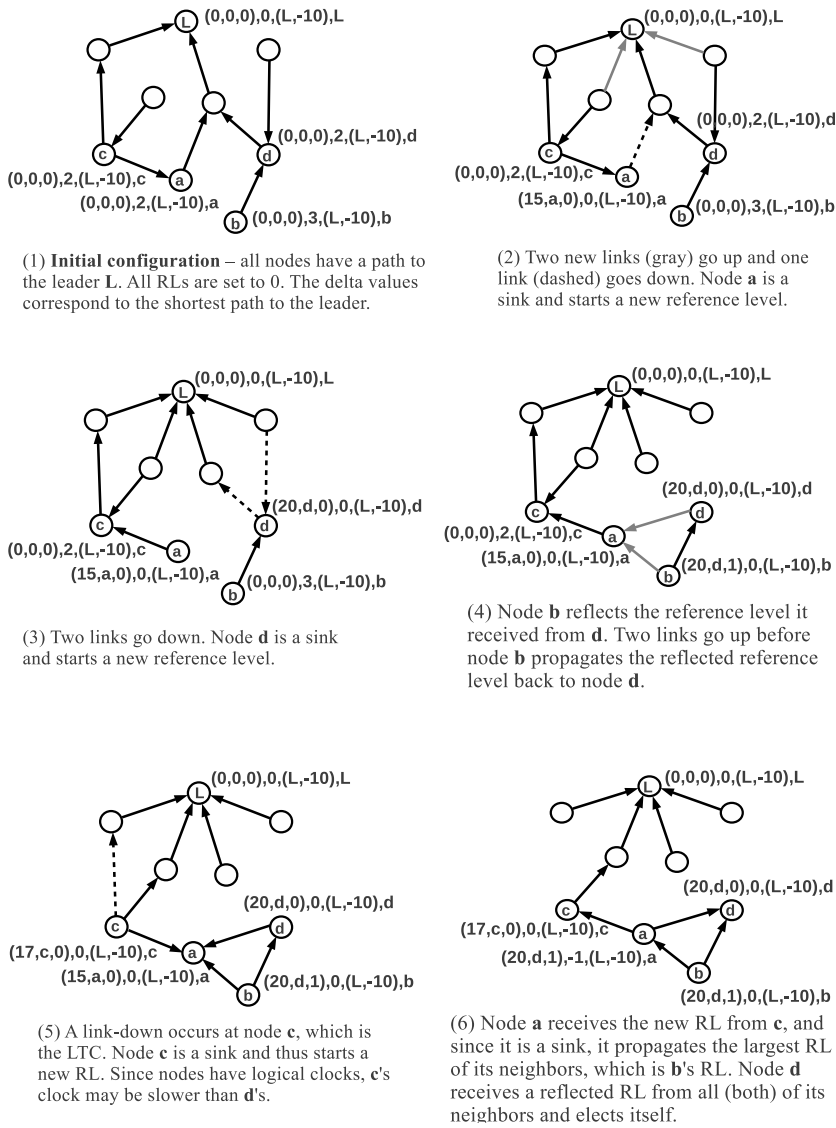 L (0,0,0),0,(L,-10),L
c
(0,0,0),2,(L,-10),c
a
(0,0,0),2,(L,-10),a
(0,0,0),2,(L,-10),d
d
b (0,0,0),3,(L,-10),b
(1) Initial configuration – all nodes have a path to
the leader L. All RLs are set to 0. The delta values
correspond to the shortest path to the leader.
L (0,0,0),0,(L,-10),L
(0,0,0),2,(L,-10),d
c
d
(0,0,0),2,(L,-10),c
a
(15,a,0),0,(L,-10),a
b (0,0,0),3,(L,-10),b
(2) Two new links (gray) go up and one
link (dashed) goes down. Node a is a
sink and starts a new reference level.
L (0,0,0),0,(L,-10),L
(20,d,0),0,(L,-10),d
c
d
(0,0,0),2,(L,-10),c
a
(15,a,0),0,(L,-10),a
b (0,0,0),3,(L,-10),b
(3) Two links go down. Node d is a sink
and starts a new reference level.
L (0,0,0),0,(L,-10),L
(20,d,0),0,(L,-10),d
c
d
(0,0,0),2,(L,-10),c
a
(15,a,0),0,(L,-10),a
b (20,d,1),0,(L,-10),b
(4) Node b reflects the reference level it
received from d. Two links go up before
node b propagates the reflected reference
level back to node d.
L (0,0,0),0,(L,-10),L
(20,d,0),0,(L,-10),d
c
d
(17,c,0),0,(L,-10),c
a
(15,a,0),0,(L,-10),a
b (20,d,1),0,(L,-10),b
(5) A link-down occurs at node c, which is
the LTC. Node c is a sink and thus starts a
new RL. Since nodes have logical clocks, c's
clock may be slower than d's.
L (0,0,0),0,(L,-10),L
(20,d,0),0,(L,-10),d
c
d
(17,c,0),0,(L,-10),c
a
(20,d,1),-1,(L,-10),a
b
(20,d,1),0,(L,-10),b
(6) Node a receives the new RL from c, and
since it is a sink, it propagates the largest RL
of its neighbors, which is b's RL. Node d
receives a reflected RL from all (both) of its
neighbors and elects itself.